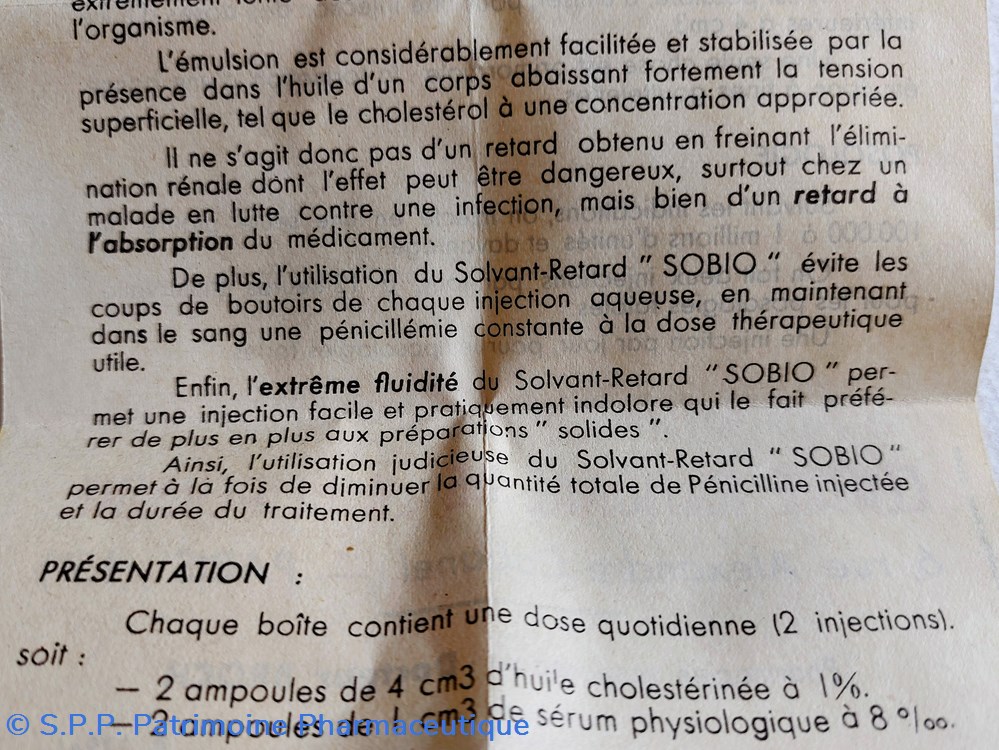 l'organisme.
L'émulsion est considérablement facilitée et stabilisée par la
présence dans l'huile d'un corps abaissant fortement la tension
superficielle, tel que le cholestérol à une concentration appropriée.
Il ne s'agit donc pas d'un retard obtenu en freinant l'élimi-
nation rénale dont l'effet peut être dangereux, surtout chez un
malade en lutte contre une infection, mais bien d'un retard à
l'absorption du médicament.
De plus, l'utilisation du Solvant-Retard " SOBIO " évite les
coups de boutoirs de chaque injection aqueuse, en maintenant
dans le sang une pénicillémie constante à la dose thérapeutique
utile.
Enfin, l'extrême fluidité du Solvant-Retard " SOBIO " per-
met une injection facile et pratiquement indolore qui le fait préfé-
rer de plus en plus aux préparations " solides ".
Ainsi, l'utilisation judicieuse du Solvant-Retard " SOBIO "
permet à la fois de diminuer la quantité totale de Pénicilline injectée
et la durée du traitement.
PRÉSENTATION :
Chaque boîte contient une dose quotidienne (2 injections).
soit :
— 2 ampoules de 4 cm3 d'huile cholestérinée à 1%.
— 2 ampoules de 1 cm3 de sérum physiologique à 8 ‰.
© S.P.P. Patrimoine Pharmaceutique